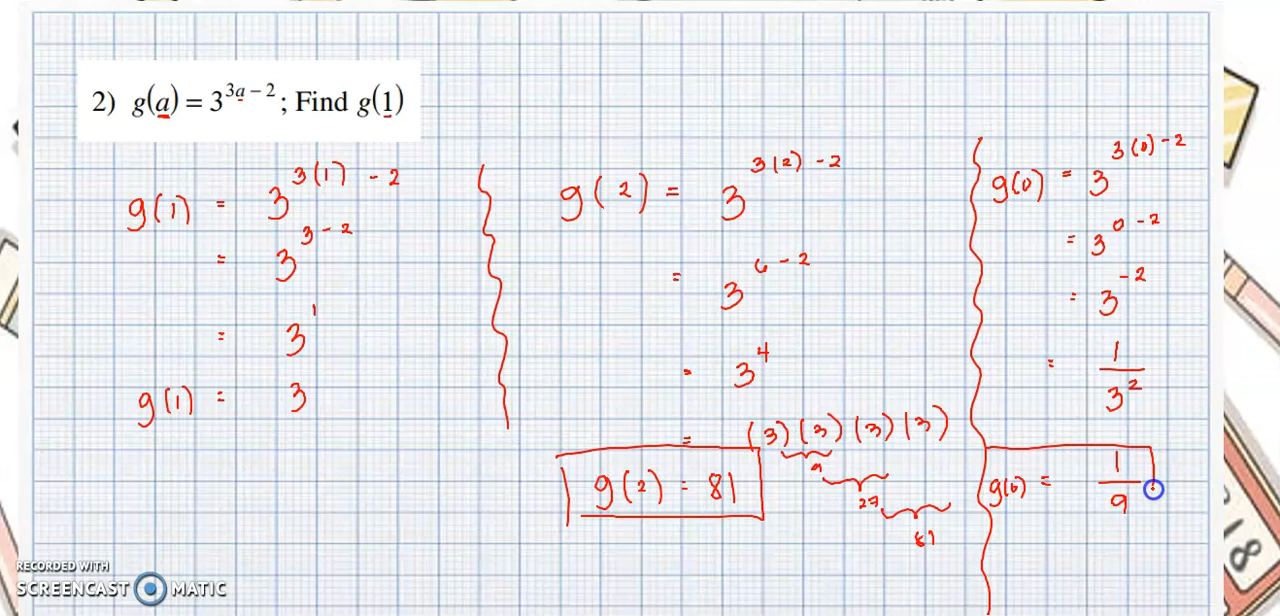 2) g(a) = 3^{3a − 2} ; Find g(1)
g(1) = 3^{3(1) − 2}
= 3^{3 − 2}
= 3^{1}
g(1) = 3
g(2) = 3^{3(2) − 2}
= 3^{6 − 2}
= 3^{4}
= (3)(3)(3)(3)
9
27
81
g(2) = 81
g(0) = 3^{3(0) − 2}
= 3^{0 − 2}
= 3^{−2}
= 1/3^{2}
g(0) = 1/9
RECORDED WITH
SCREENCAST MATIC
81